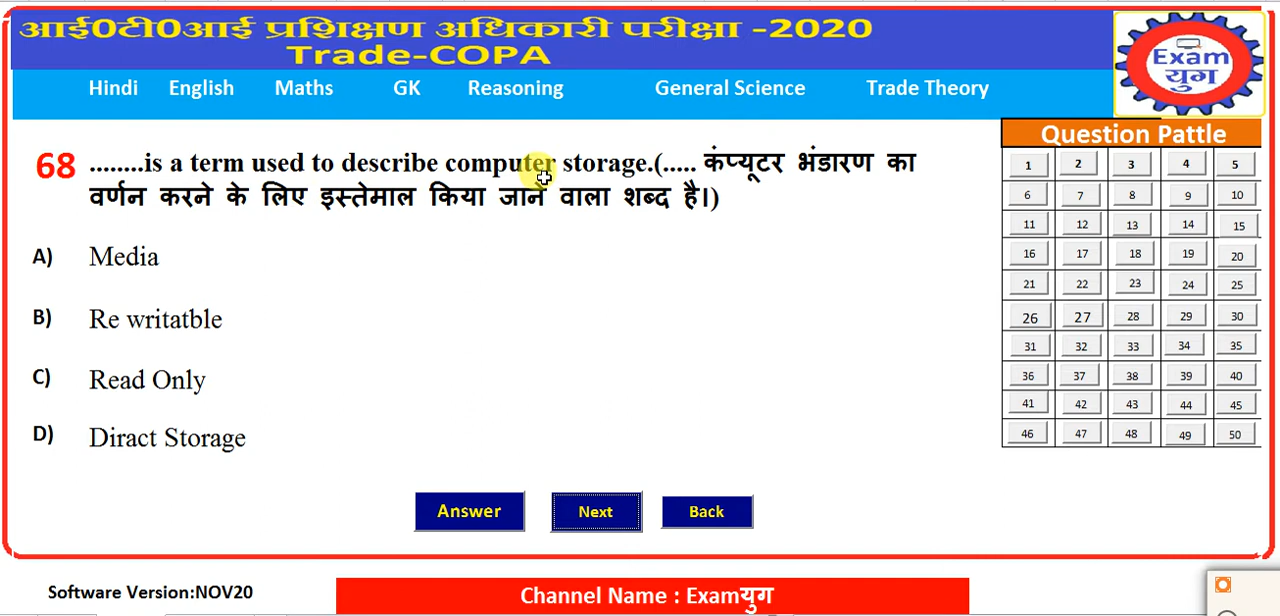 आई0टी0आई प्रशिक्षण अधिकारी परीक्षा -2020
Trade-COPA
Exam
युग
Hindi English Maths GK Reasoning General Science Trade Theory
Question Pattle
68 ........is a term used to describe computer storage.(..... कंप्यूटर भंडारण का
वर्णन करने के लिए इस्तेमाल किया जाने वाला शब्द है।)
A) Media
B) Re writatble
C) Read Only
D) Diract Storage
1 2 3 4 5
6 7 8 9 10
11 12 13 14 15
16 17 18 19 20
21 22 23 24 25
26 27 28 29 30
31 32 33 34 35
36 37 38 39 40
41 42 43 44 45
46 47 48 49 50
Answer Next Back
Software Version:NOV20
Channel Name : Examयुग